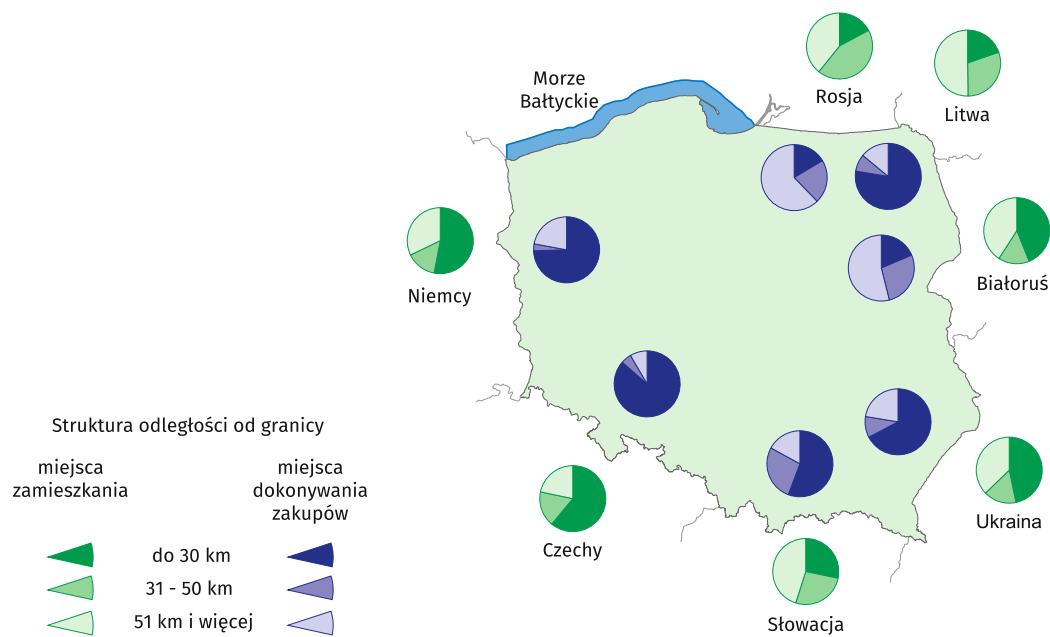 Morze
Bałtyckie
Rosja
Litwa
Niemcy
Białoruś
Struktura odległości od granicy
miejsca
zamieszkania
miejsca
dokonywania
zakupów
do 30 km
31 - 50 km
51 km i więcej
Czechy
Ukraina
Słowacja